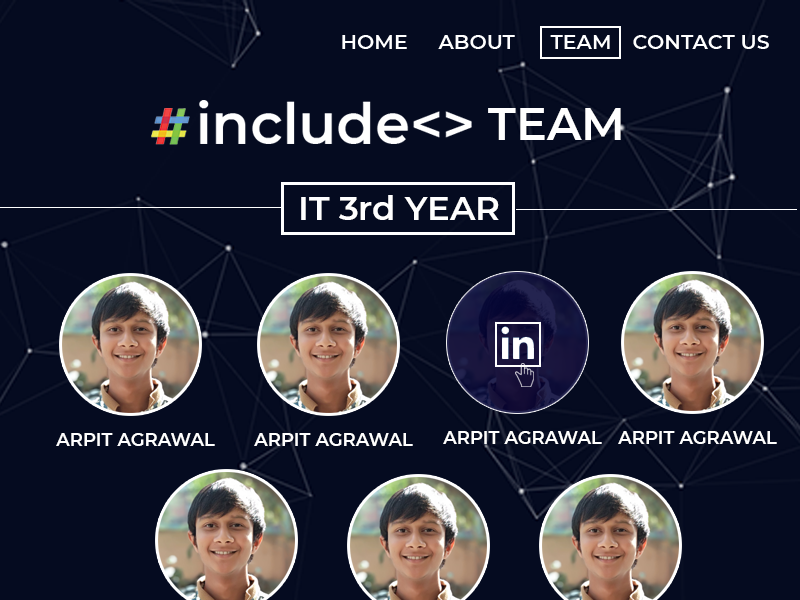 HOME ABOUT TEAM CONTACT US
#include<> TEAM
IT 3rd YEAR
in
ARPIT AGRAWAL ARPIT AGRAWAL ARPIT AGRAWAL ARPIT AGRAWAL